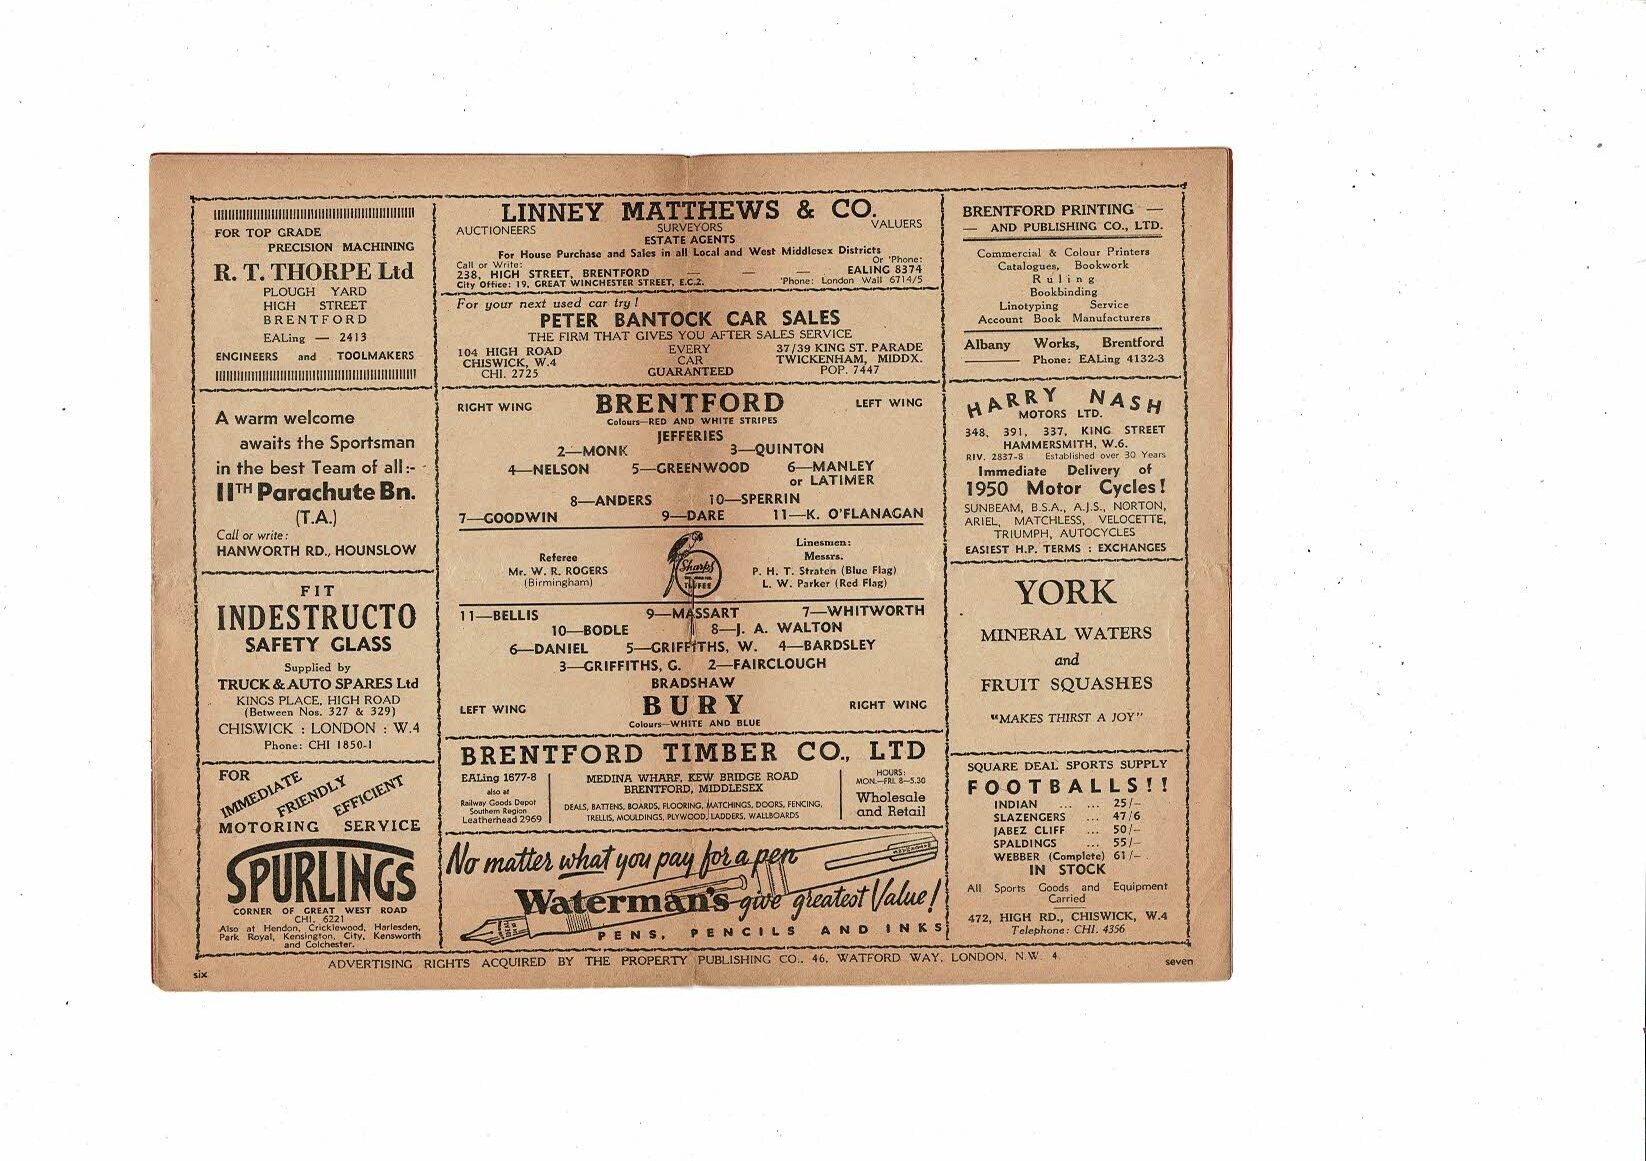 FOR TOP GRADE
PRECISION MACHINING
R. T. THORPE Ltd
PLOUGH YARD
HIGH STREET
BRENTFORD
EALing — 2413
ENGINEERS and TOOLMAKERS
A warm welcome
awaits the Sportsman
in the best Team of all:-
11TH Parachute Bn.
(T.A.)
Call or write:
HANWORTH RD., HOUNSLOW
FIT
INDESTRUCTO
SAFETY GLASS
Supplied by
TRUCK & AUTO SPARES Ltd
KINGS PLACE, HIGH ROAD
(Between Nos. 327 & 329)
CHISWICK : LONDON : W.4
Phone: CHI 1850-1
FOR
IMMEDIATE
FRIENDLY
EFFICIENT
MOTORING SERVICE
SPURLINGS
CORNER OF GREAT WEST ROAD
CHI. 6221
Also at Hendon, Cricklewood, Harlesden,
Park Royal, Kensington, City, Kensworth
and Colchester.
LINNEY MATTHEWS & CO.
AUCTIONEERS SURVEYORS VALUERS
ESTATE AGENTS
For House Purchase and Sales in all Local and West Middlesex Districts
Call or Write: Or 'Phone:
238, HIGH STREET, BRENTFORD — — — EALING 8374
City Office: 19, GREAT WINCHESTER STREET, E.C.2. 'Phone: London Wall 6714/5
For your next used car try!
PETER BANTOCK CAR SALES
THE FIRM THAT GIVES YOU AFTER SALES SERVICE
104 HIGH ROAD EVERY 37/39 KING ST. PARADE
CHISWICK, W.4 CAR TWICKENHAM, MIDDX.
CHI. 2725 GUARANTEED POP. 7447
RIGHT WING BRENTFORD LEFT WING
Colours—RED AND WHITE STRIPES
JEFFERIES
2—MONK 3—QUINTON
4—NELSON 5—GREENWOOD 6—MANLEY
or LATIMER
8—ANDERS 10—SPERRIN
7—GOODWIN 9—DARE 11—K. O'FLANAGAN
Referee
Mr. W. R. ROGERS
(Birmingham)
Sharps
TOFFEE
Linesmen:
Messrs.
P. H. T. Straten (Blue Flag)
L. W. Parker (Red Flag)
11—BELLIS 9—MASSART 7—WHITWORTH
10—BODLE 8—J. A. WALTON
6—DANIEL 5—GRIFFITHS, W. 4—BARDSLEY
3—GRIFFITHS, G. 2—FAIRCLOUGH
BRADSHAW
LEFT WING BURY RIGHT WING
Colours—WHITE AND BLUE
BRENTFORD TIMBER CO., LTD
EALing 1677-8
also at
Railway Goods Depot
Southern Region
Leatherhead 2969
MEDINA WHARF, KEW BRIDGE ROAD
BRENTFORD, MIDDLESEX
DEALS, BATTENS, BOARDS, FLOORING, MATCHINGS, DOORS, FENCING,
TRELLIS, MOULDINGS, PLYWOOD, LADDERS, WALLBOARDS
HOURS:
MON.—FRI. 8—5.30
Wholesale
and Retail
No matter what you pay for a pen
Waterman's give greatest Value!
PENS, PENCILS AND INKS
BRENTFORD PRINTING —
— AND PUBLISHING CO., LTD.
Commercial & Colour Printers
Catalogues, Bookwork
Ruling
Bookbinding
Linotyping Service
Account Book Manufacturers
Albany Works, Brentford
Phone: EALing 4132-3
HARRY NASH
MOTORS LTD.
348, 391, 337, KING STREET
HAMMERSMITH, W.6.
RIV. 2837-8 Established over 30 Years
Immediate Delivery of
1950 Motor Cycles!
SUNBEAM, B.S.A., A.J.S., NORTON,
ARIEL, MATCHLESS, VELOCETTE,
TRIUMPH, AUTOCYCLES
EASIEST H.P. TERMS : EXCHANGES
YORK
MINERAL WATERS
and
FRUIT SQUASHES
"MAKES THIRST A JOY"
SQUARE DEAL SPORTS SUPPLY
FOOTBALLS!!
INDIAN ... ... 25/-
SLAZENGERS ... 47/6
JABEZ CLIFF ... 50/-
SPALDINGS ... 55/-
WEBBER (Complete) 61/-
IN STOCK
All Sports Goods and Equipment
Carried
472, HIGH RD., CHISWICK, W.4
Telephone: CHI. 4356
six ADVERTISING RIGHTS ACQUIRED BY THE PROPERTY PUBLISHING CO., 46, WATFORD WAY, LONDON, N.W 4. seven